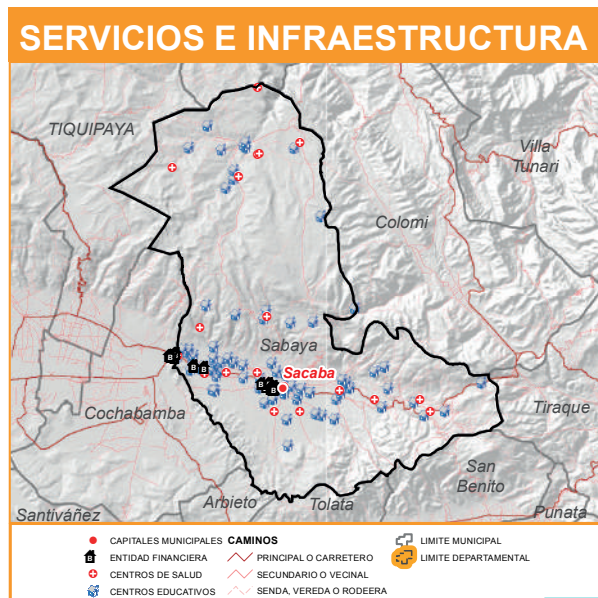 SERVICIOS E INFRAESTRUCTURA
TIQUIPAYA
Villa
Tunari
Colomi
Sabaya
Sacaba
Cochabamba
Tiraque
San
Benito
Arbieto
Tolata
Punata
Santiváñez
CAPITALES MUNICIPALES
ENTIDAD FINANCIERA
CENTROS DE SALUD
CENTROS EDUCATIVOS
CAMINOS
PRINCIPAL O CARRETERO
SECUNDARIO O VECINAL
SENDA, VEREDA O RODEERA
LIMITE MUNICIPAL
LIMITE DEPARTAMENTAL